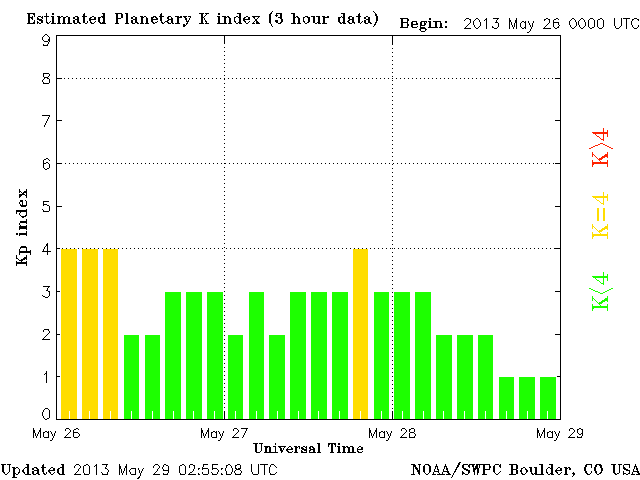 Estimated Planetary K index (3 hour data) Begin: 2013 May 26 0000 UTC
9
8
7
6
5
4
3
2
1
0
Kp index
May 26 May 27 May 28 May 29
Universal Time
K>4
K=4
K<4
Updated 2013 May 29 02:55:08 UTC NOAA/SWPC Boulder, CO USA